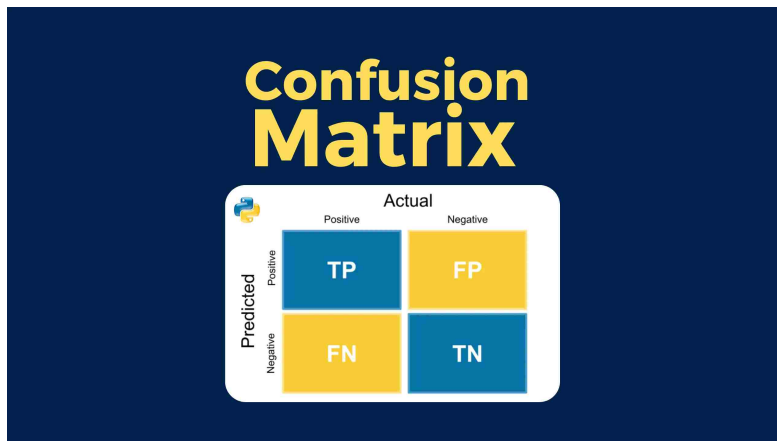 Confusion
Matrix
Actual
Positive Negative
Predicted
Positive
TP FP
Negative
FN TN